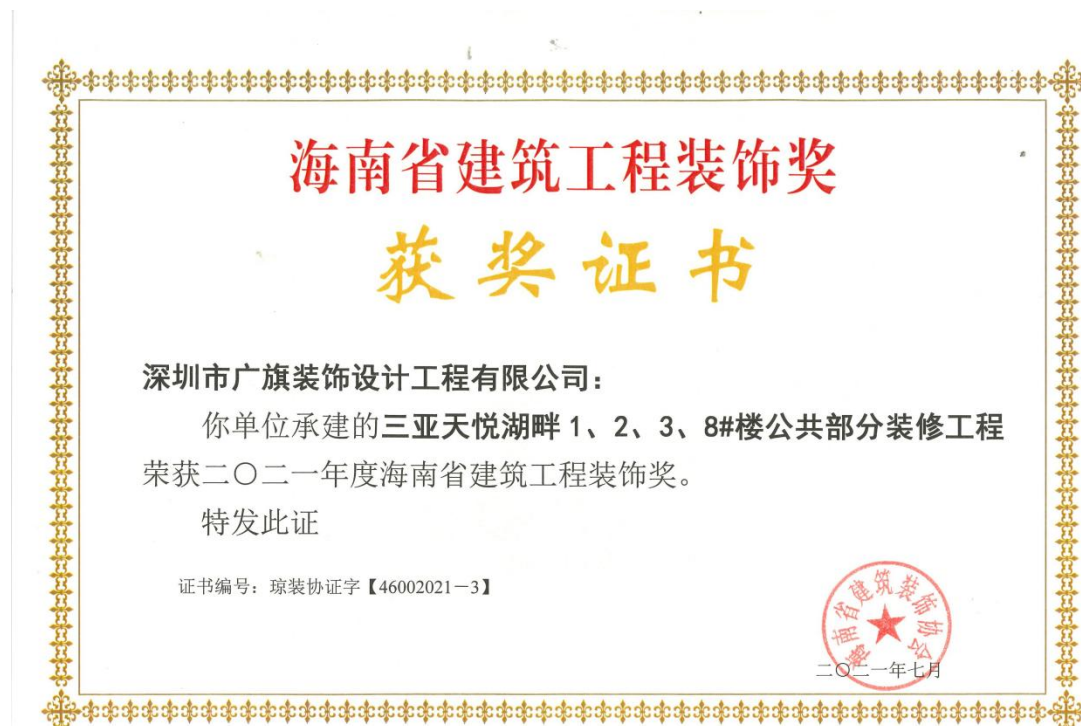 海南省建筑工程装饰奖
获奖证书
深圳市广旗装饰设计工程有限公司：
你单位承建的三亚天悦湖畔 1、2、3、8#楼公共部分装修工程
荣获二〇二一年度海南省建筑工程装饰奖。
特发此证
证书编号：琼装协证字【46002021－3】
海南省建筑装饰协会
二〇二一年七月